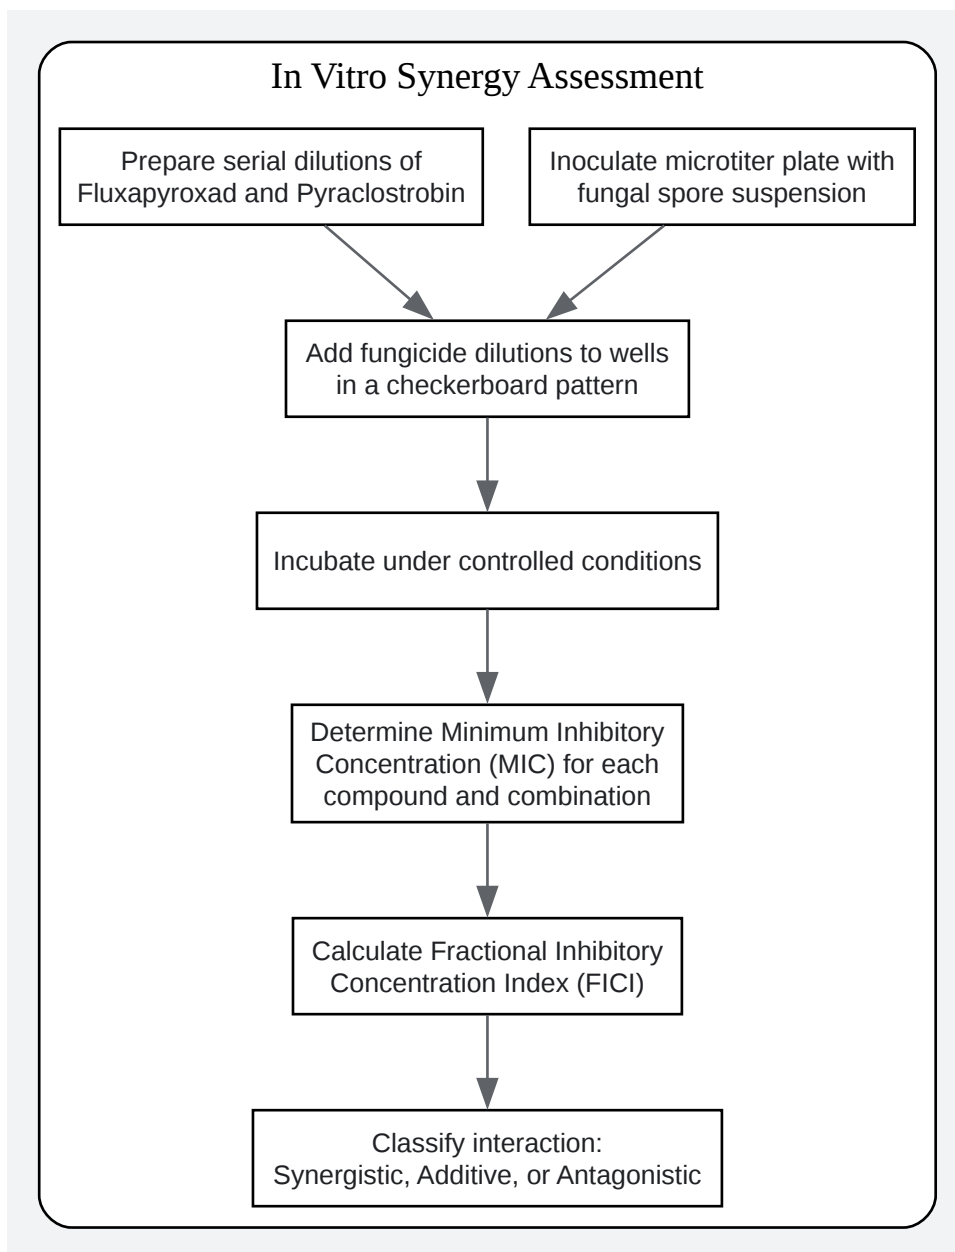 In Vitro Synergy Assessment
Prepare serial dilutions of
Fluxapyroxad and Pyraclostrobin
Inoculate microtiter plate with
fungal spore suspension
Add fungicide dilutions to wells
in a checkerboard pattern
Incubate under controlled conditions
Determine Minimum Inhibitory
Concentration (MIC) for each
compound and combination
Calculate Fractional Inhibitory
Concentration Index (FICI)
Classify interaction:
Synergistic, Additive, or Antagonistic